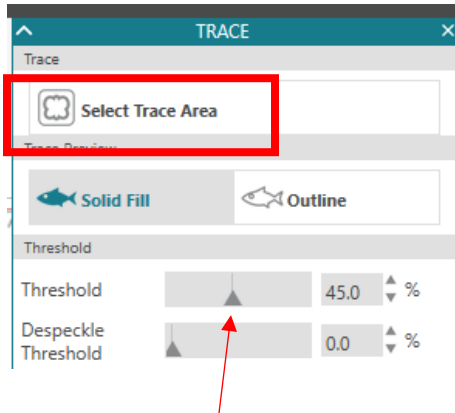 TRACE
Trace
Select Trace Area
Trace Preview
Solid Fill Outline
Threshold
Threshold 45.0 %
Despeckle
Threshold 0.0 %